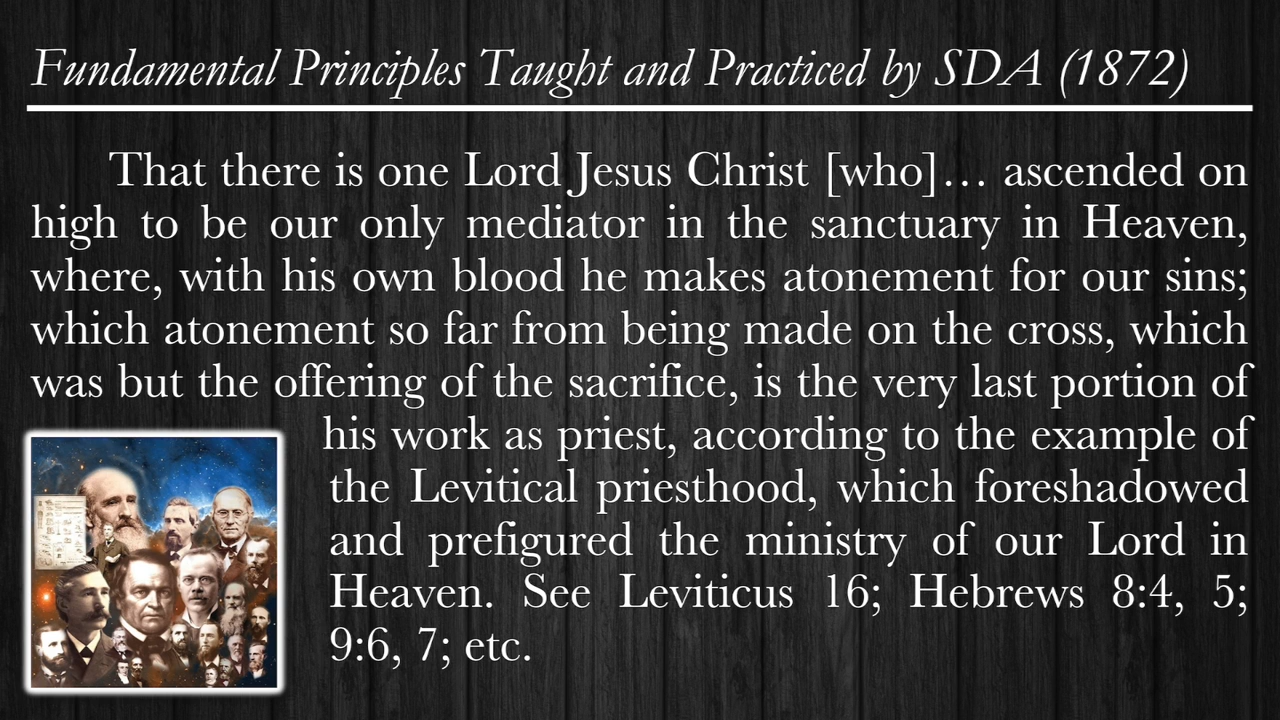 Fundamental Principles Taught and Practiced by SDA (1872)
That there is one Lord Jesus Christ [who]… ascended on
high to be our only mediator in the sanctuary in Heaven,
where, with his own blood he makes atonement for our sins;
which atonement so far from being made on the cross, which
was but the offering of the sacrifice, is the very last portion of
his work as priest, according to the example of
the Levitical priesthood, which foreshadowed
and prefigured the ministry of our Lord in
Heaven. See Leviticus 16; Hebrews 8:4, 5;
9:6, 7; etc.